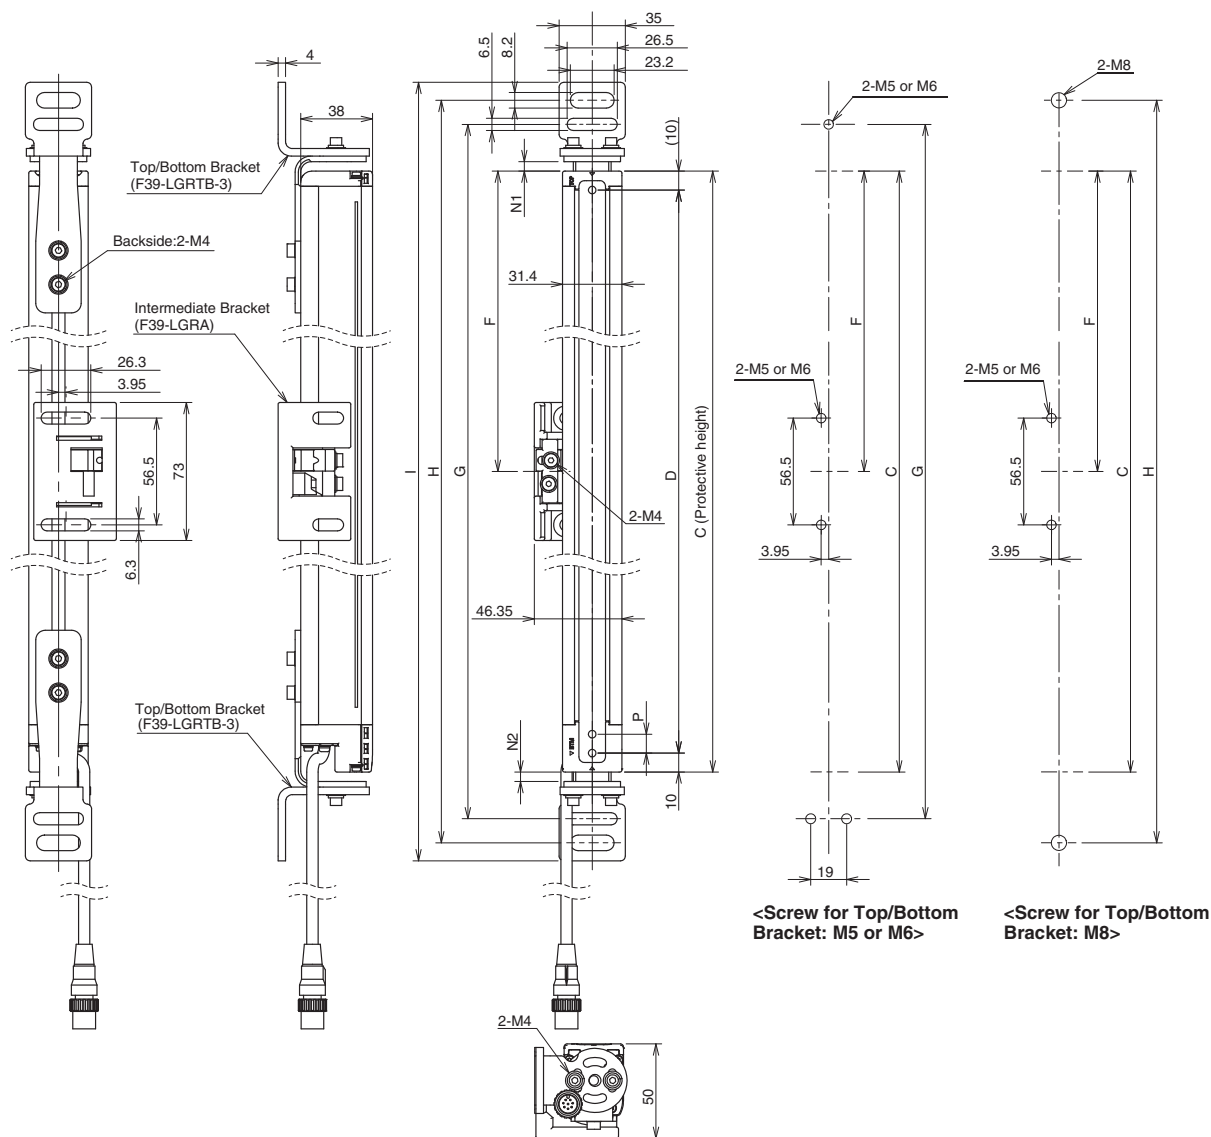 35
26.5
23.2
6.5
8.2
4
38
2-M5 or M6
2-M8
(10)
Top/Bottom Bracket
(F39-LGRTB-3)
N1
TOP
Backside:2-M4
31.4
Intermediate Bracket
(F39-LGRA)
F
F
F
26.3
3.95
2-M5 or M6
2-M5 or M6
56.5
73
I
H
G
D
C (Protective height)
56.5
C
G
56.5
C
H
2-M4
3.95
3.95
6.3
46.35
Top/Bottom Bracket
(F39-LGRTB-3)
N2
P
BTM
10
19
<Screw for Top/Bottom
Bracket: M5 or M6>
<Screw for Top/Bottom
Bracket: M8>
2-M4
50